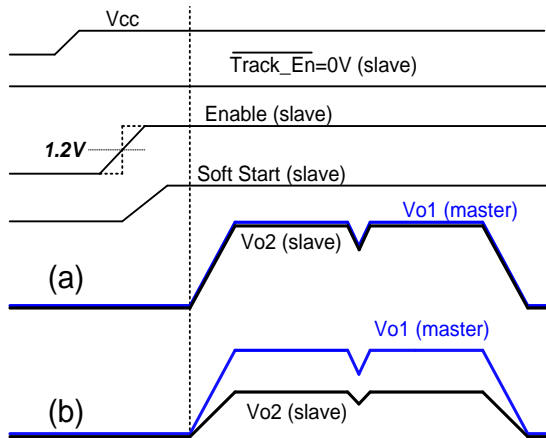 Vcc
Track_En=0V (slave)
Enable (slave)
1.2V
Soft Start (slave)
Vo1 (master)
Vo2 (slave)
(a)
Vo1 (master)
(b)
Vo2 (slave)